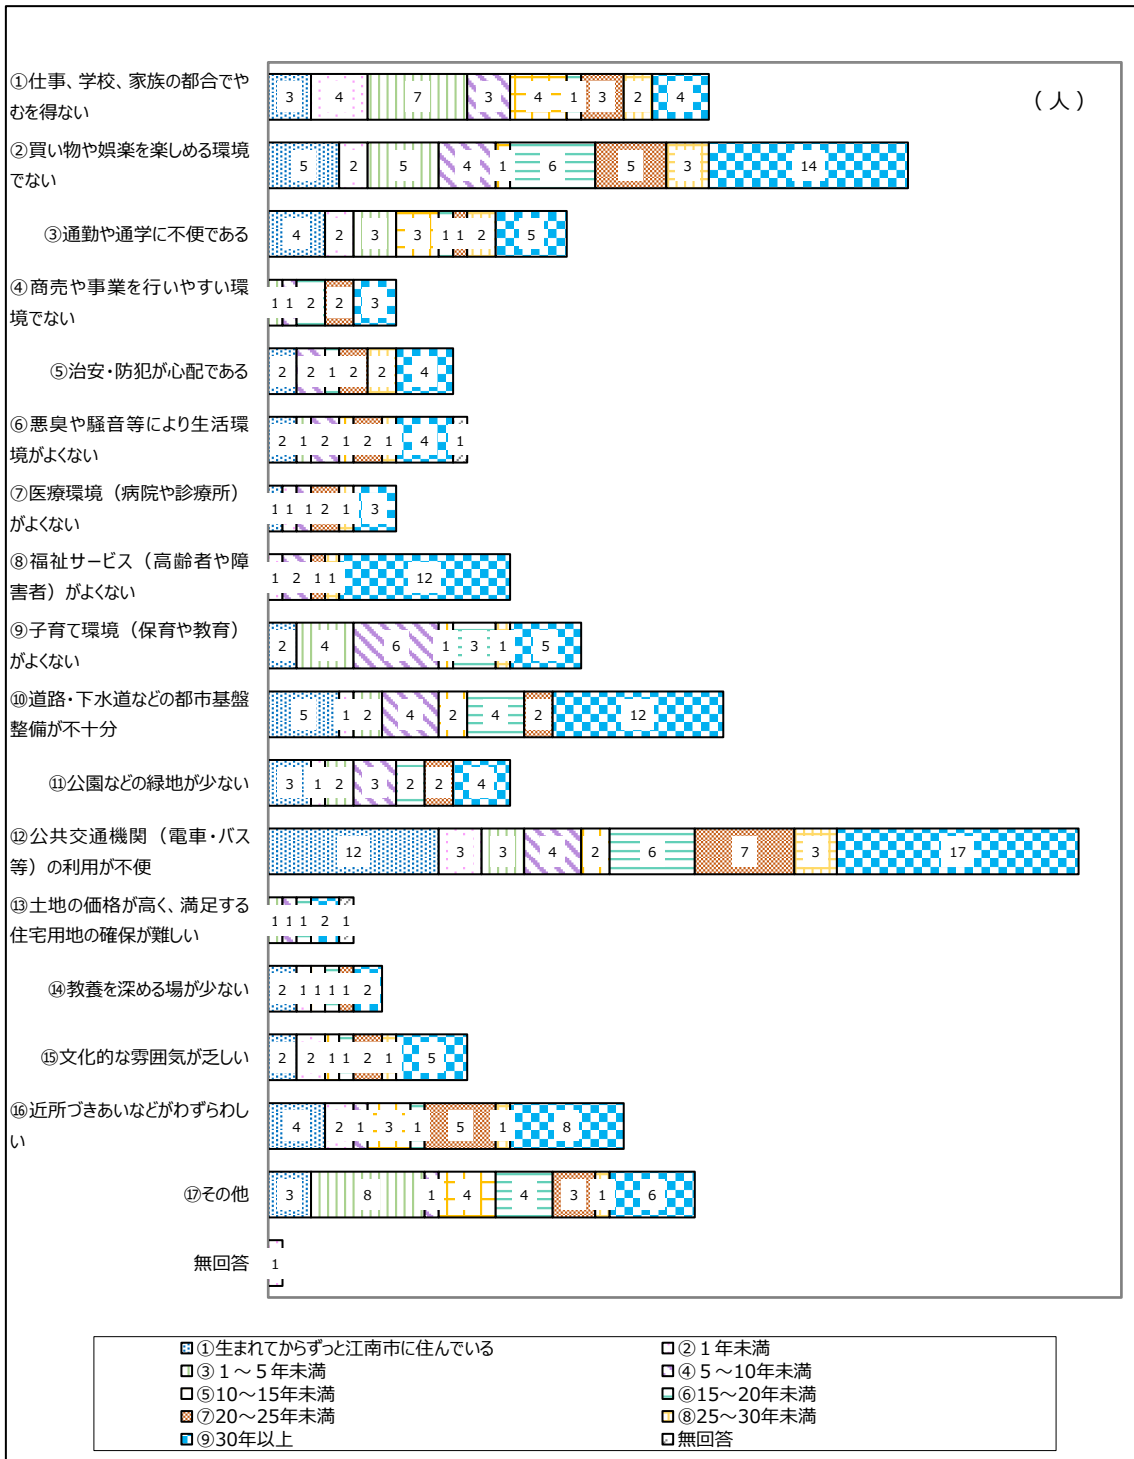 ①仕事、学校、家族の都合でや
むを得ない
3 4 7 3 4 1 3 2 4
（人）
②買い物や娯楽を楽しめる環境
でない
5 2 5 4 1 6 5 3 14
③通勤や通学に不便である
4 2 3 3 1 1 2 5
④商売や事業を行いやすい環
境でない
1 1 2 2 3
⑤治安・防犯が心配である
2 2 1 2 2 4
⑥悪臭や騒音等により生活環
境がよくない
2 1 2 1 2 1 4 1
⑦医療環境（病院や診療所）
がよくない
1 1 1 2 1 3
⑧福祉サービス（高齢者や障
害者）がよくない
1 2 1 1 12
⑨子育て環境（保育や教育）
がよくない
2 4 6 1 3 1 5
⑩道路・下水道などの都市基盤
整備が不十分
5 1 2 4 2 4 2 12
⑪公園などの緑地が少ない
3 1 2 3 2 2 4
⑫公共交通機関（電車・バス
等）の利用が不便
12 3 3 4 2 6 7 3 17
⑬土地の価格が高く、満足する
住宅用地の確保が難しい
1 1 1 2 1
⑭教養を深める場が少ない
2 1 1 1 1 2
⑮文化的な雰囲気が乏しい
2 2 1 1 2 1 5
⑯近所づきあいなどがわずらわし
い
4 2 1 3 1 5 1 8
⑰その他
3 8 1 4 4 3 1 6
無回答
1
①生まれてからずっと江南市に住んでいる
②１年未満
③１～５年未満
④５～10年未満
⑤10～15年未満
⑥15～20年未満
⑦20～25年未満
⑧25～30年未満
⑨30年以上
無回答